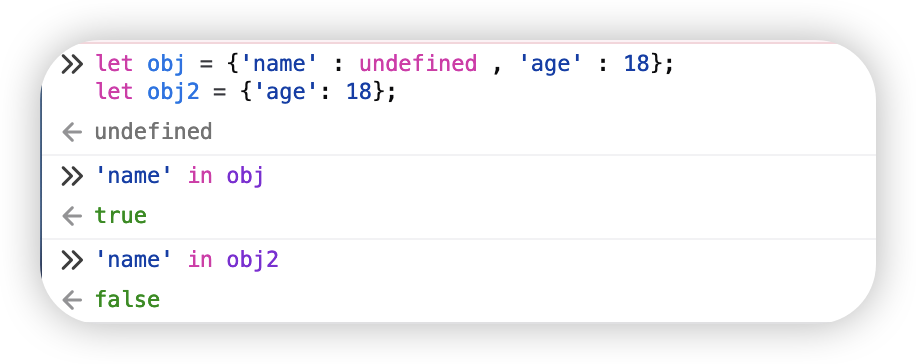 >> let obj = {'name' : undefined , 'age' : 18};
let obj2 = {'age': 18};
← undefined
>> 'name' in obj
← true
>> 'name' in obj2
← false